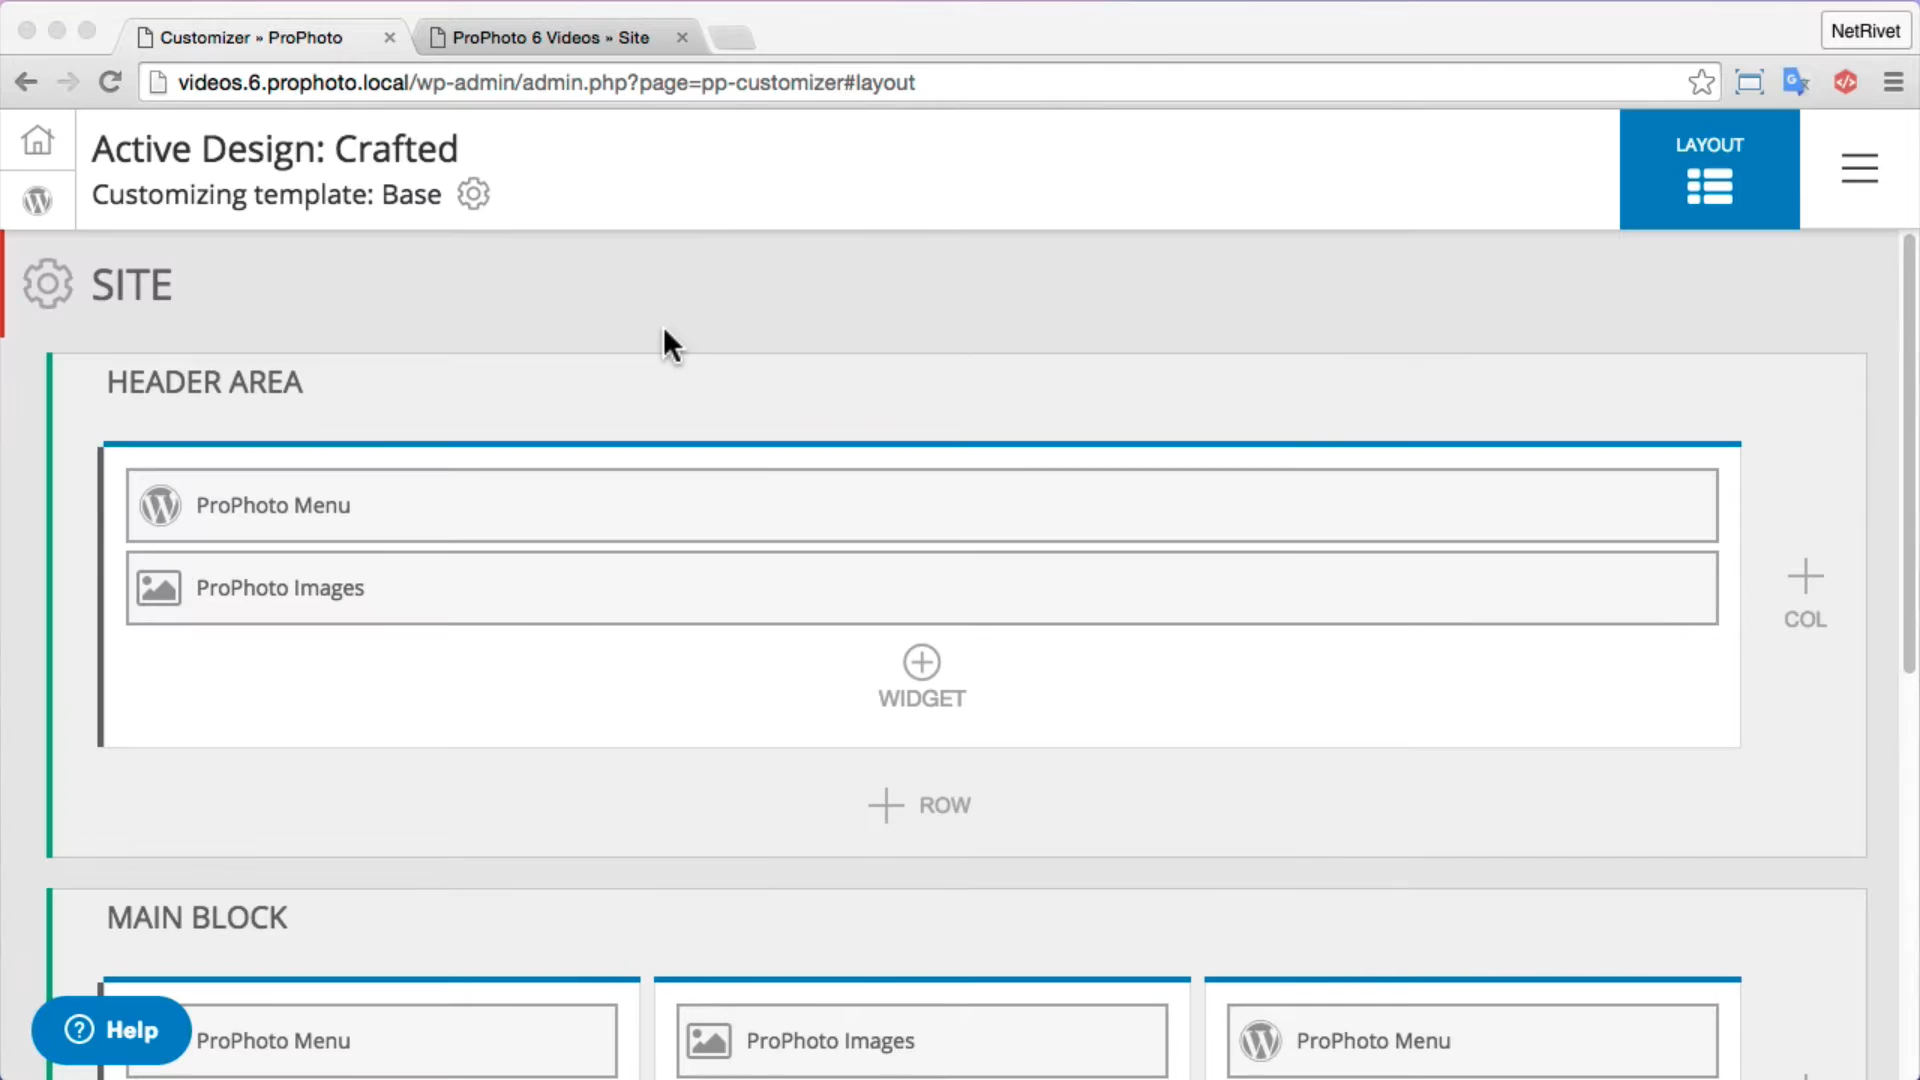 Customizer » ProPhoto
ProPhoto 6 Videos » Site
NetRivet
videos.6.prophoto.local/wp-admin/admin.php?page=pp-customizer#layout
Active Design: Crafted
Customizing template: Base
LAYOUT
SITE
HEADER AREA
ProPhoto Menu
ProPhoto Images
WIDGET
COL
ROW
MAIN BLOCK
ProPhoto Menu
ProPhoto Images
ProPhoto Menu
Help